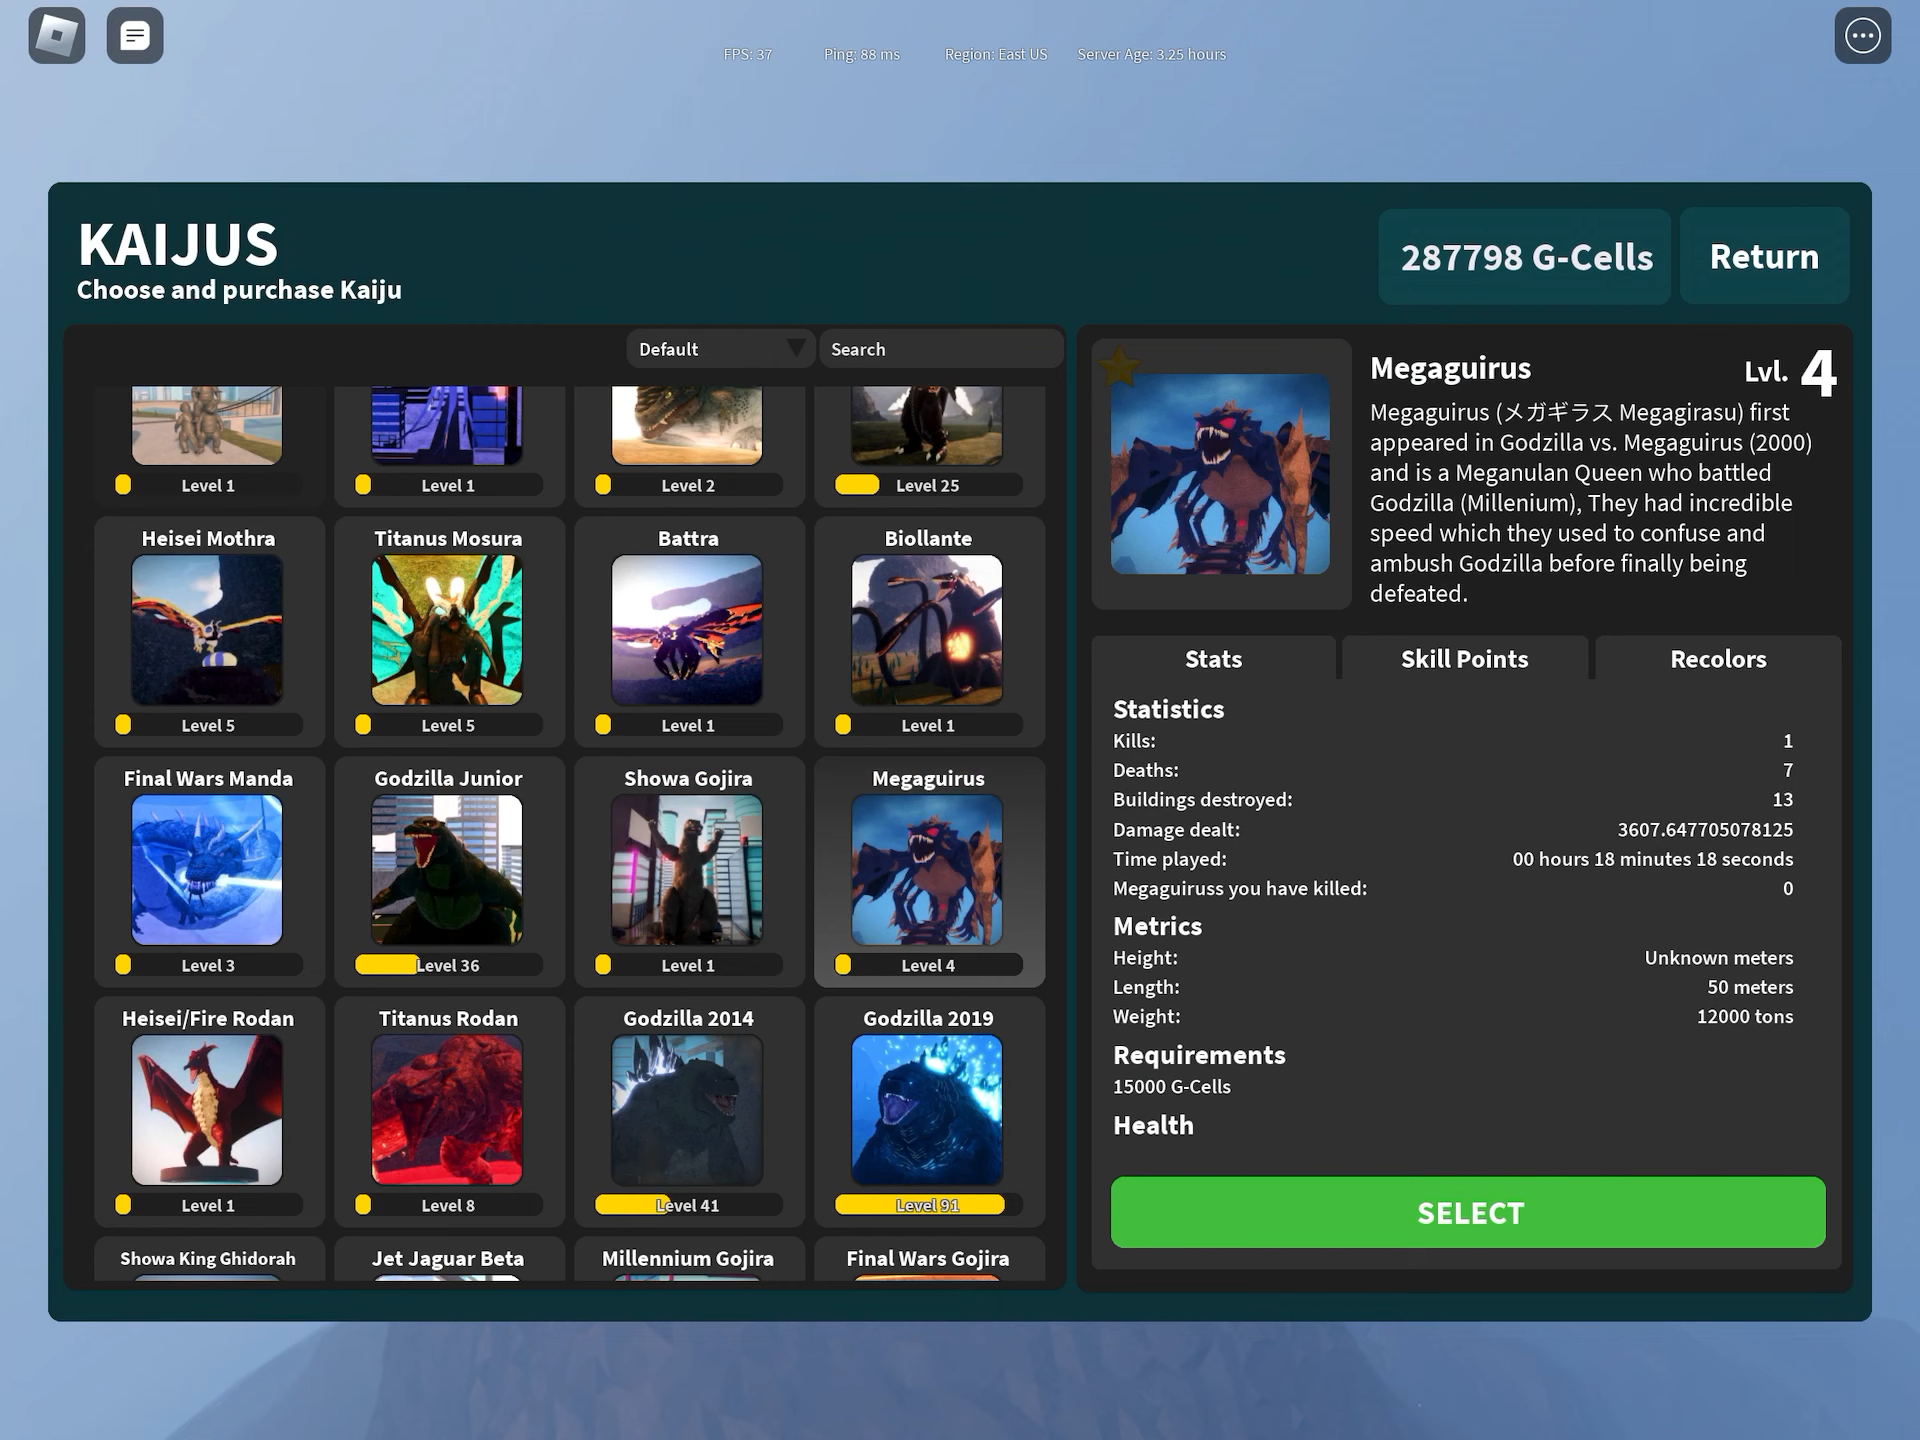 FPS: 37 Ping: 88 ms Region: East US Server Age: 3.25 hours
KAIJUS
Choose and purchase Kaiju
287798 G-Cells
Return
Default
Search
Level 1
Level 1
Level 2
Level 25
Heisei Mothra
Titanus Mosura
Battra
Biollante
Level 5
Level 5
Level 1
Level 1
Final Wars Manda
Godzilla Junior
Showa Gojira
Megaguirus
Level 3
Level 36
Level 1
Level 4
Heisei/Fire Rodan
Titanus Rodan
Godzilla 2014
Godzilla 2019
Level 1
Level 8
Level 41
Level 91
Showa King Ghidorah
Jet Jaguar Beta
Millennium Gojira
Final Wars Gojira
Megaguirus
Lvl. 4
Megaguirus (メガギラス Megagirasu) first
appeared in Godzilla vs. Megaguirus (2000)
and is a Meganulan Queen who battled
Godzilla (Millenium), They had incredible
speed which they used to confuse and
ambush Godzilla before finally being
defeated.
Stats
Skill Points
Recolors
Statistics
Kills: 1
Deaths: 7
Buildings destroyed: 13
Damage dealt: 3607.647705078125
Time played: 00 hours 18 minutes 18 seconds
Megaguiruss you have killed: 0
Metrics
Height: Unknown meters
Length: 50 meters
Weight: 12000 tons
Requirements
15000 G-Cells
Health
SELECT